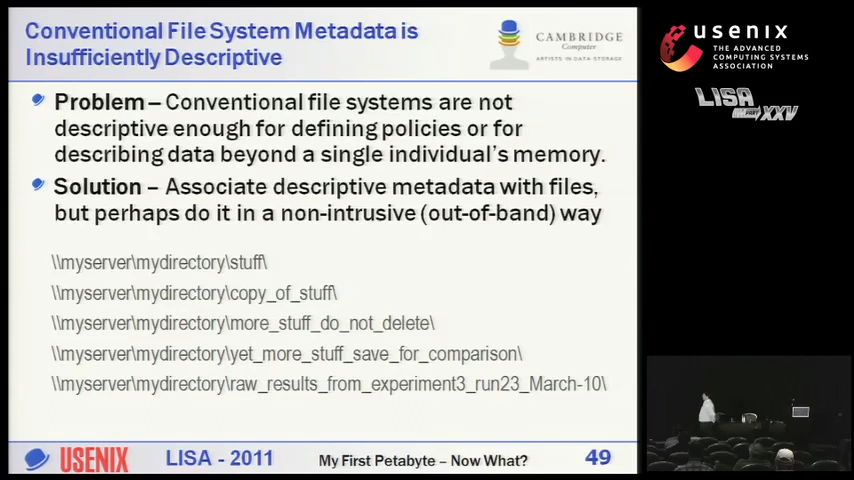 Conventional File System Metadata is
Insufficiently Descriptive
CAMBRIDGE
Computer
ARTISTS IN DATA STORAGE
Problem – Conventional file systems are not
descriptive enough for defining policies or for
describing data beyond a single individual's memory.
Solution – Associate descriptive metadata with files,
but perhaps do it in a non-intrusive (out-of-band) way
\\myserver\mydirectory\stuff\
\\myserver\mydirectory\copy_of_stuff\
\\myserver\mydirectory\more_stuff_do_not_delete\
\\myserver\mydirectory\yet_more_stuff_save_for_comparison\
\\myserver\mydirectory\raw_results_from_experiment3_run23_March-10\
USENIX
LISA - 2011
My First Petabyte – Now What?
49
usenix
THE ADVANCED
COMPUTING SYSTEMS
ASSOCIATION
LISA
PART XXV